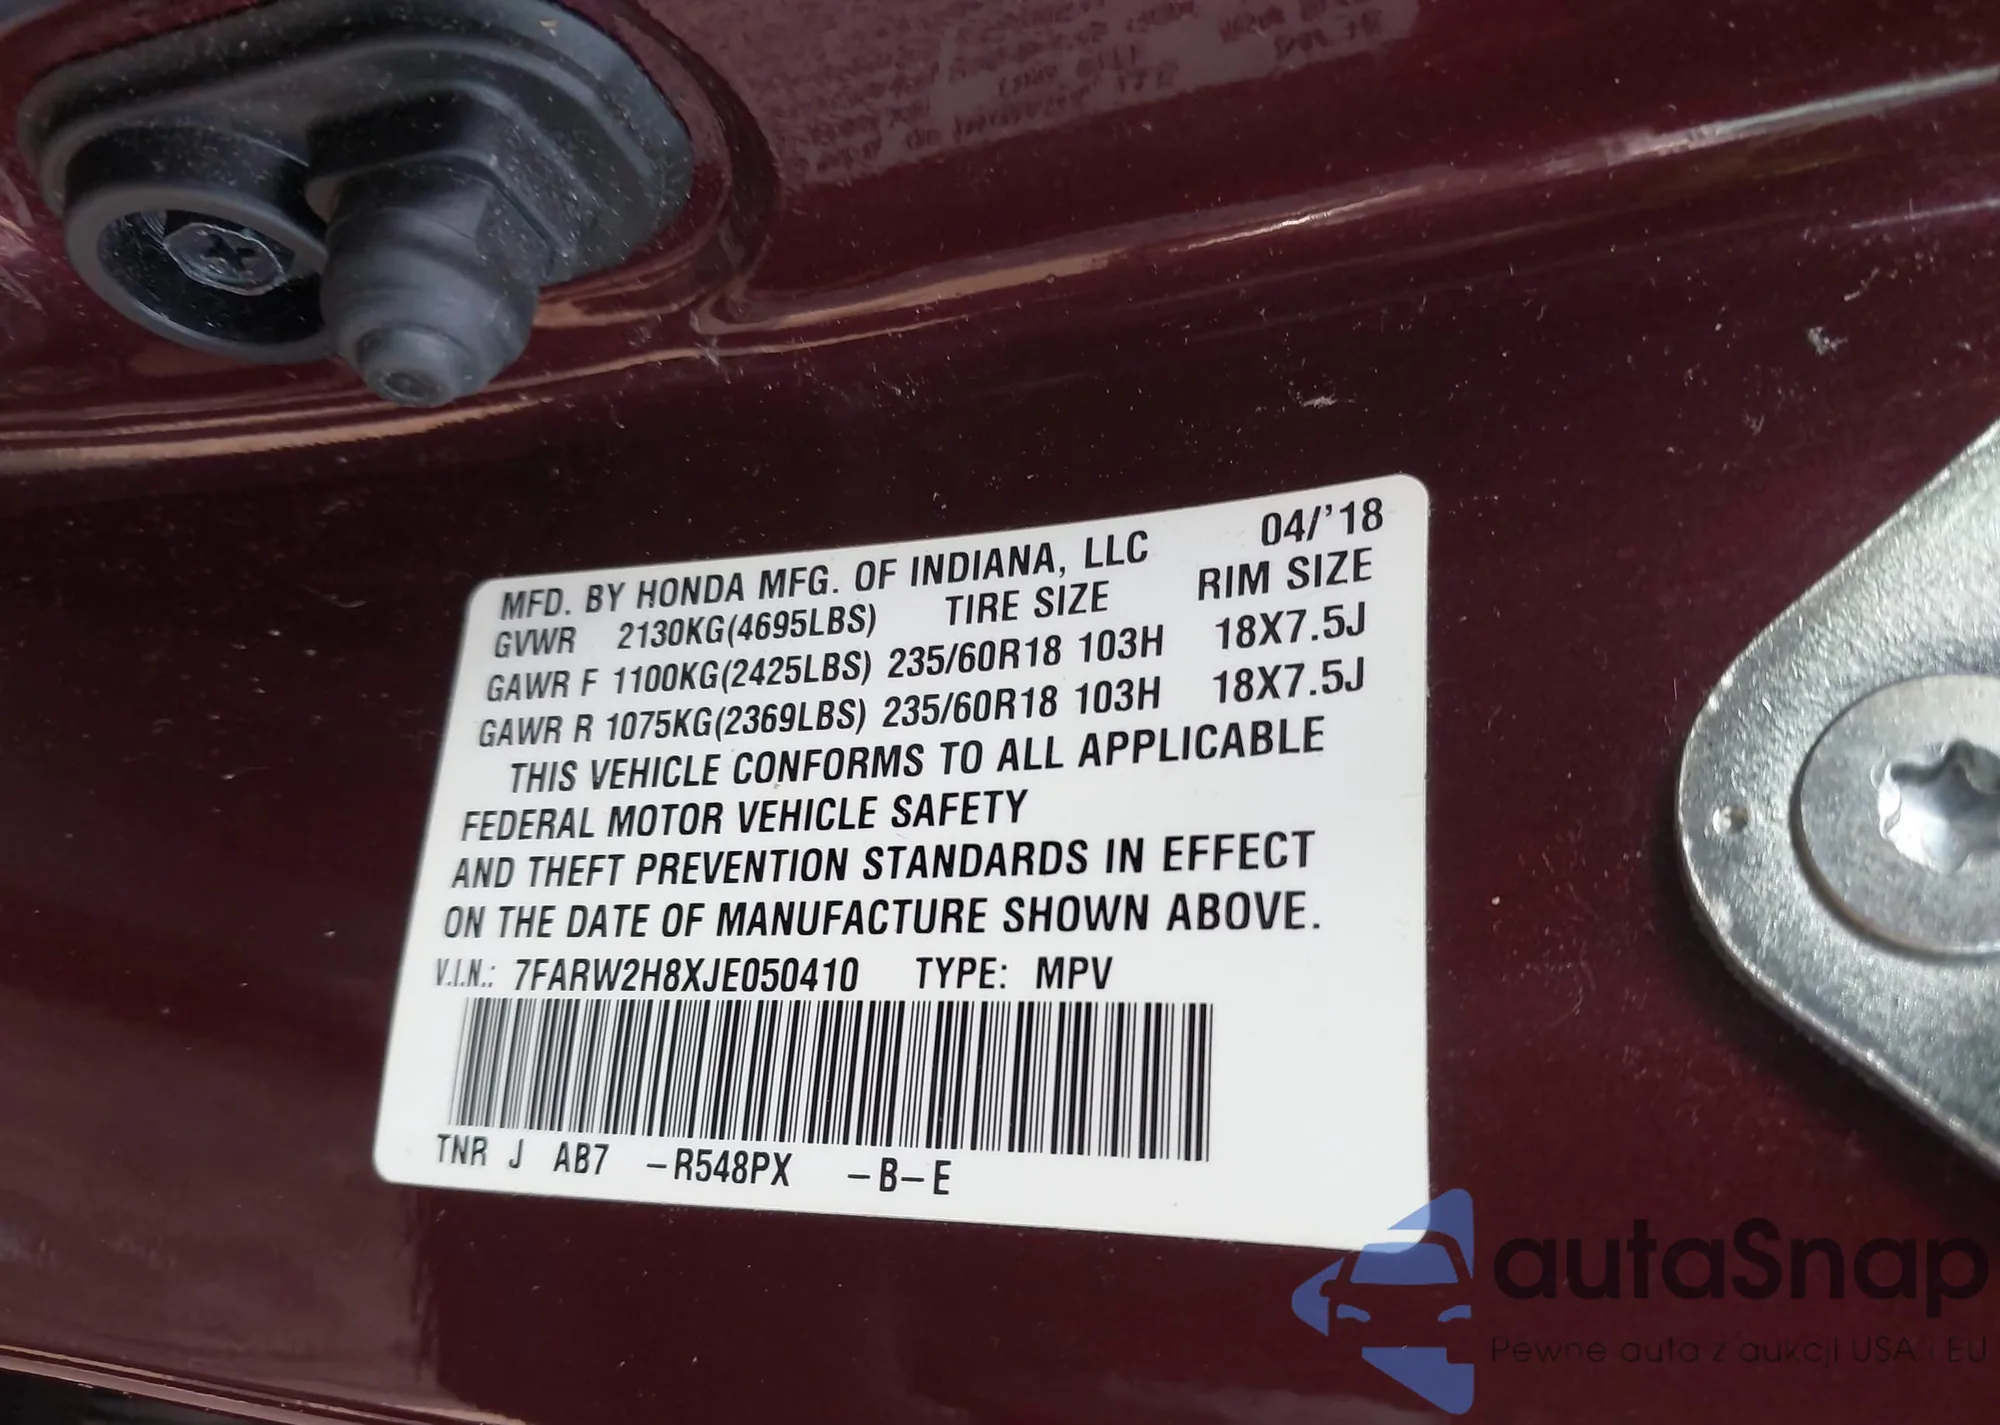 MFD. BY HONDA MFG. OF INDIANA, LLC 04/'18
GVWR 2130KG(4695LBS) TIRE SIZE RIM SIZE
GAWR F 1100KG(2425LBS) 235/60R18 103H 18X7.5J
GAWR R 1075KG(2369LBS) 235/60R18 103H 18X7.5J
THIS VEHICLE CONFORMS TO ALL APPLICABLE
FEDERAL MOTOR VEHICLE SAFETY
AND THEFT PREVENTION STANDARDS IN EFFECT
ON THE DATE OF MANUFACTURE SHOWN ABOVE.
V.I.N.: 7FARW2H8XJE050410 TYPE: MPV
TNR J AB7 -R548PX -B-E
autaSnap
Pewne auta z aukcji USA i EU